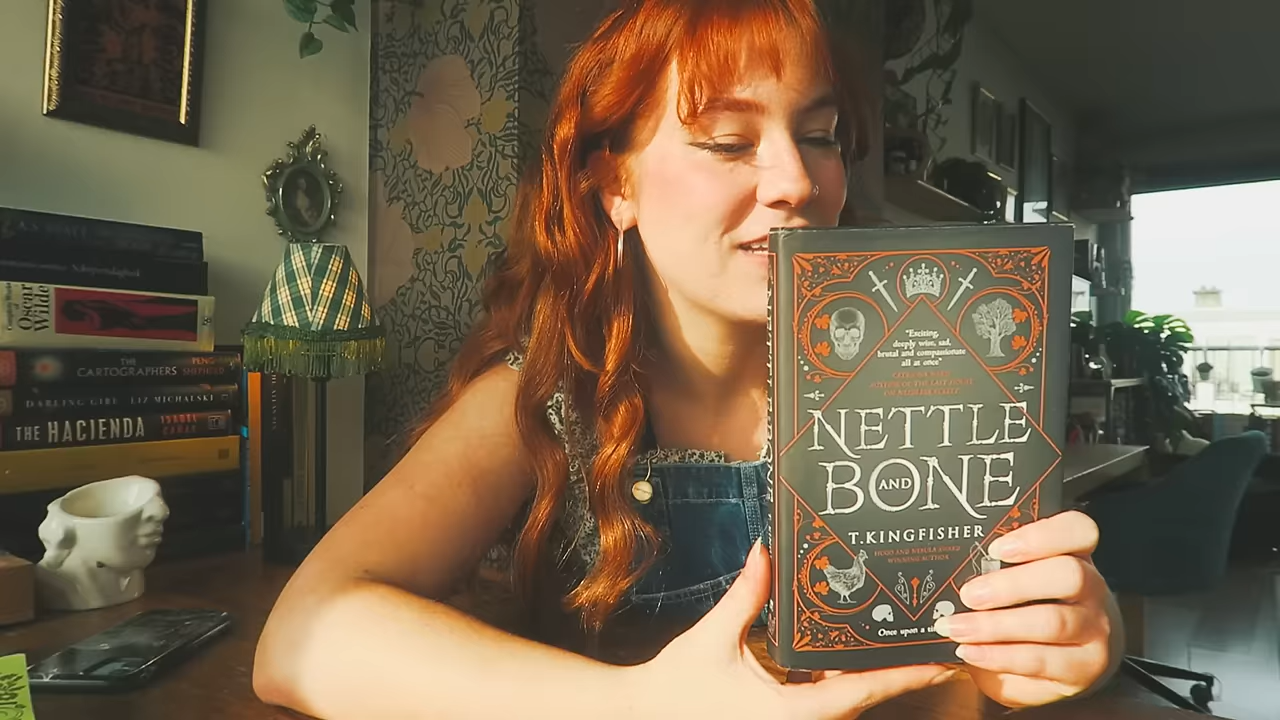 Oscar
Wilde
THE
CARTOGRAPHERS
PENG
SHEPHERD
DARLING GIRL LIZ MICHALSKI
THE HACIENDA
ISABEL
CAÑAS
"Exciting,
deeply wise, sad,
brutal and compassionate
all at once"
NETTLE
AND
BONE
T. KINGFISHER
HUGO AND NEBULA AWARD
WINNING AUTHOR
Once upon a